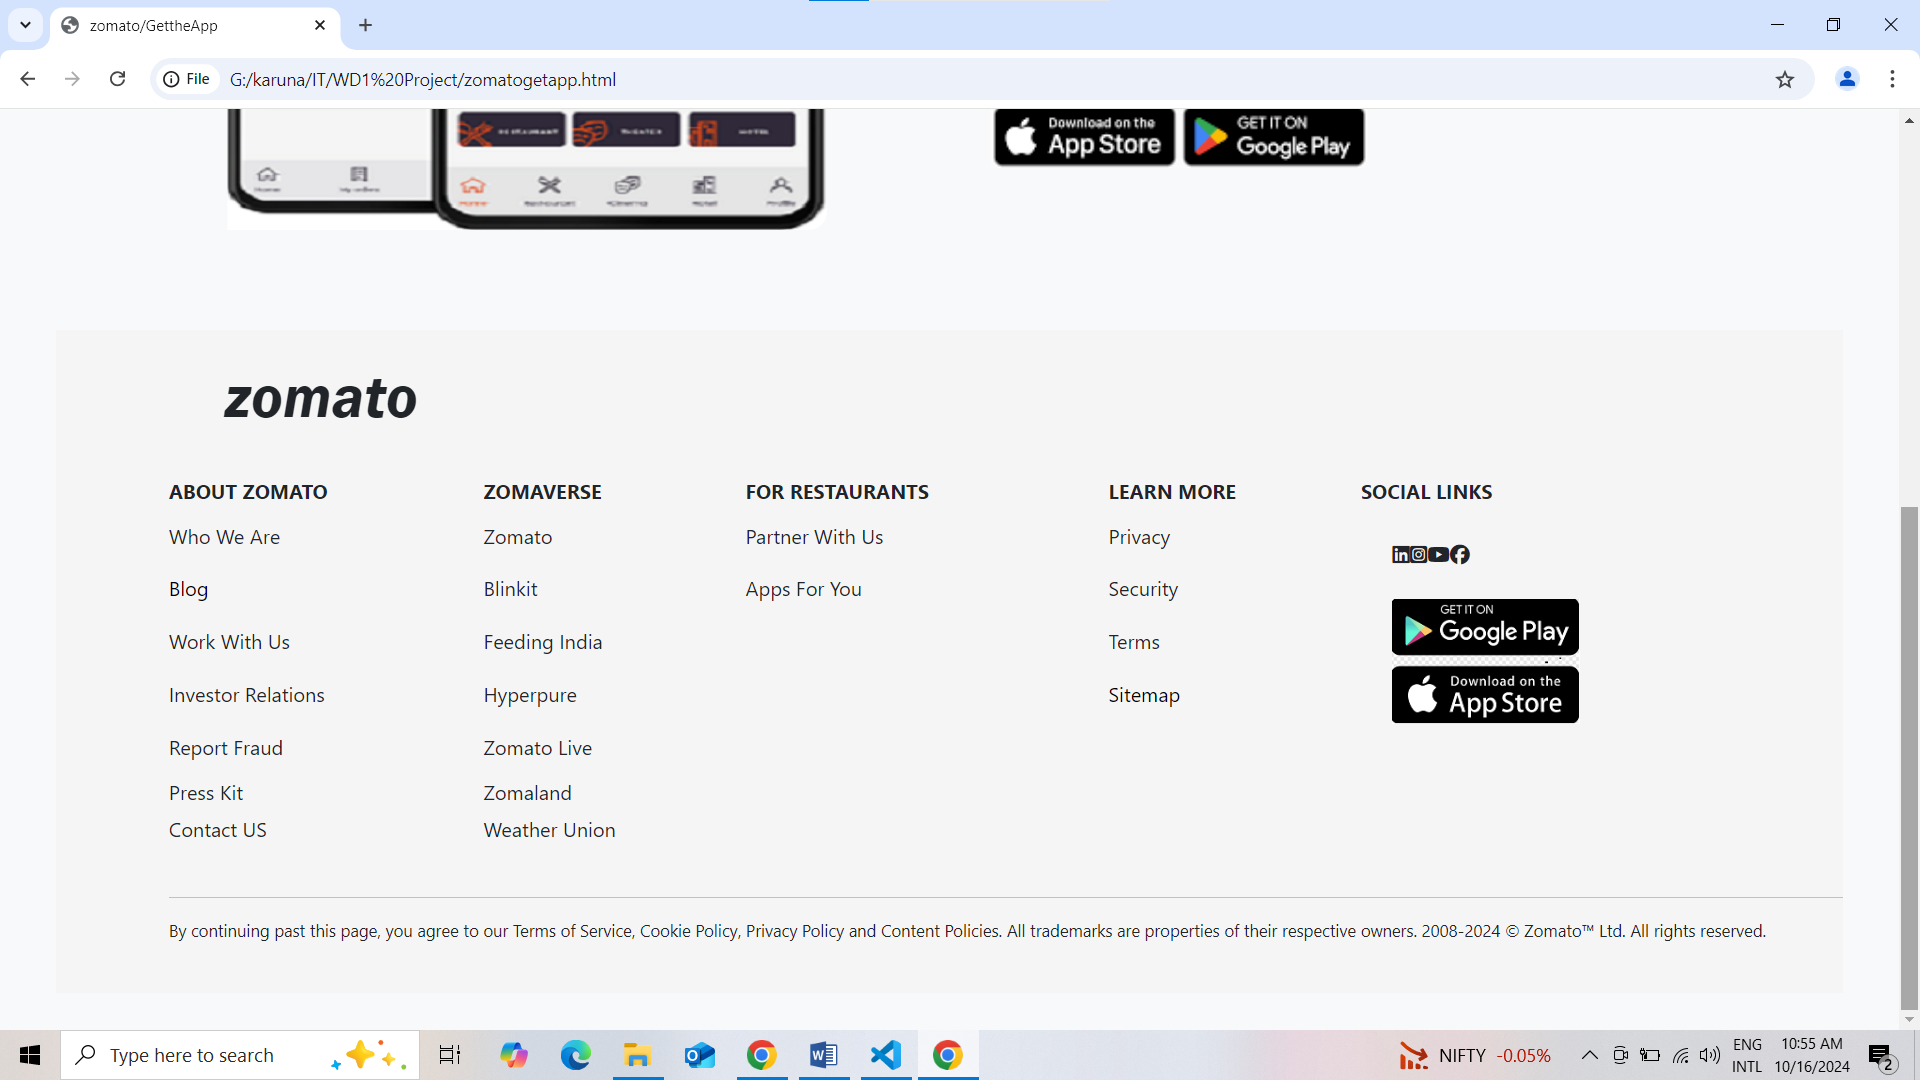 zomato/GettheApp
File G:/karuna/IT/WD1%20Project/zomatogetapp.html
Download on the
App Store
GET IT ON
Google Play
zomato
ABOUT ZOMATO
Who We Are
Blog
Work With Us
Investor Relations
Report Fraud
Press Kit
Contact US
ZOMAVERSE
Zomato
Blinkit
Feeding India
Hyperpure
Zomato Live
Zomaland
Weather Union
FOR RESTAURANTS
Partner With Us
Apps For You
LEARN MORE
Privacy
Security
Terms
Sitemap
SOCIAL LINKS
GET IT ON
Google Play
Download on the
App Store
By continuing past this page, you agree to our Terms of Service, Cookie Policy, Privacy Policy and Content Policies. All trademarks are properties of their respective owners. 2008-2024 © Zomato™ Ltd. All rights reserved.
Type here to search
NIFTY -0.05%
ENG
INTL
10:55 AM
10/16/2024
2